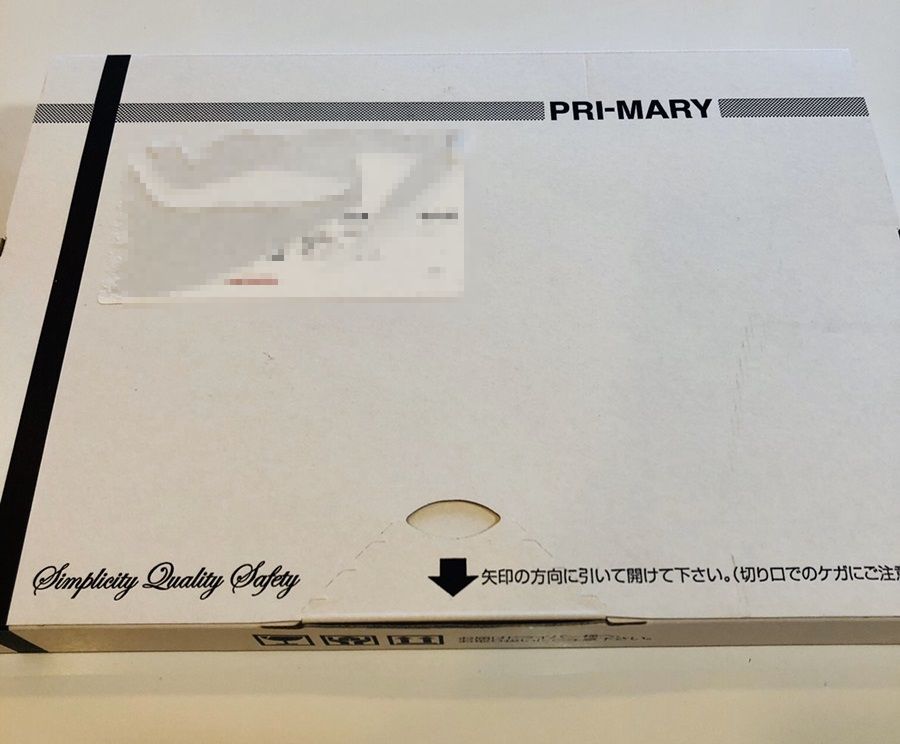 PRI-MARY
Simplicity Quality Safety
矢印の方向に引いて開けて下さい。(切り口でのケガにご注意